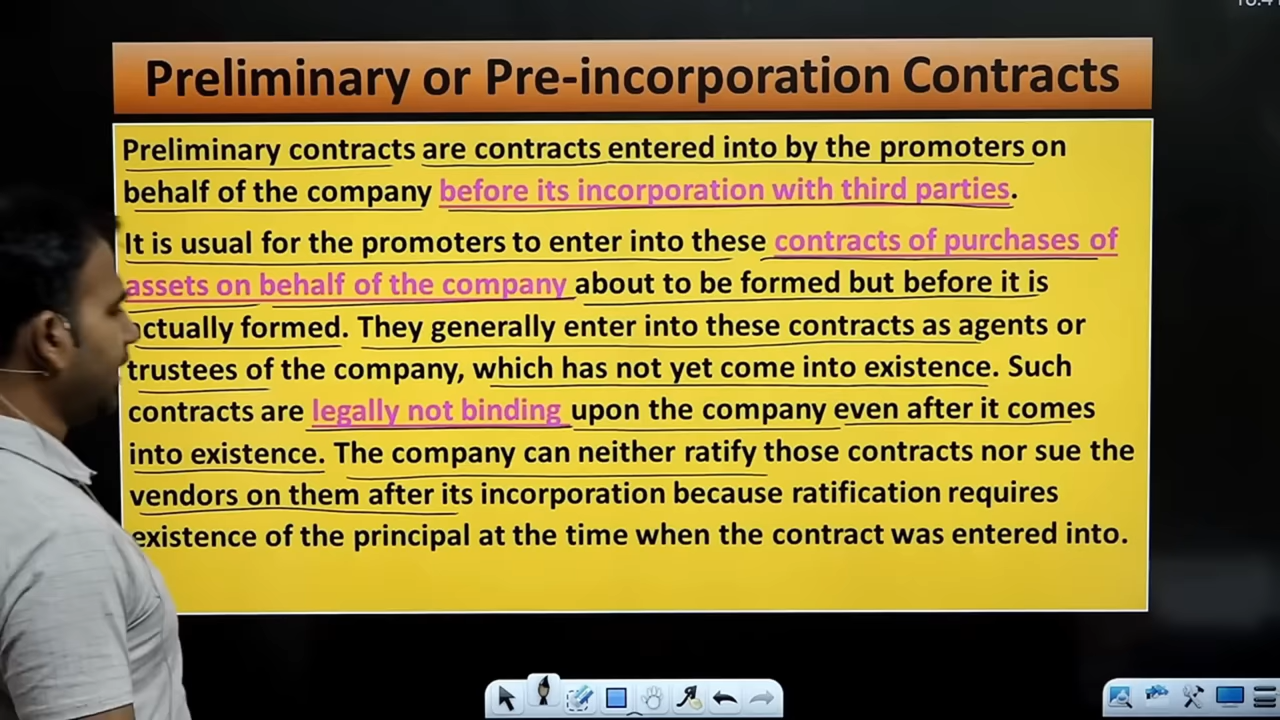 Preliminary or Pre-incorporation Contracts
Preliminary contracts are contracts entered into by the promoters on
behalf of the company before its incorporation with third parties.
It is usual for the promoters to enter into these contracts of purchases of
assets on behalf of the company about to be formed but before it is
actually formed. They generally enter into these contracts as agents or
trustees of the company, which has not yet come into existence. Such
contracts are legally not binding upon the company even after it comes
into existence. The company can neither ratify those contracts nor sue the
vendors on them after its incorporation because ratification requires
existence of the principal at the time when the contract was entered into.